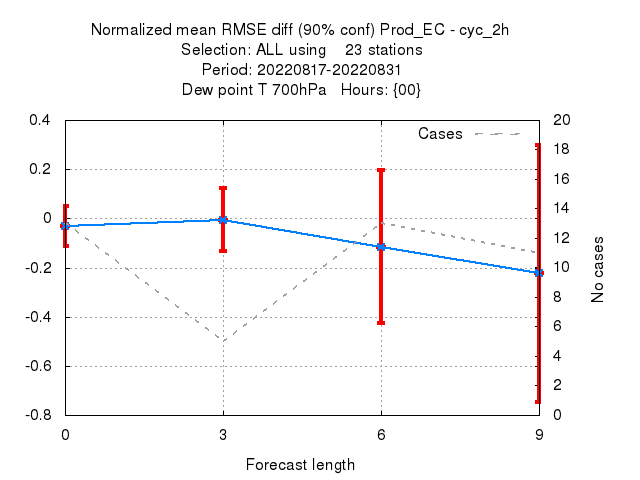 Normalized mean RMSE diff (90% conf) Prod_EC - cyc_2h
Selection: ALL using    23 stations
Period: 20220817-20220831
Dew point T 700hPa   Hours: {00}
0.4
0.2
0
-0.2
-0.4
-0.6
-0.8
Cases
20
18
16
14
12
10
8
6
4
2
0
No cases
0 3 6 9
Forecast length